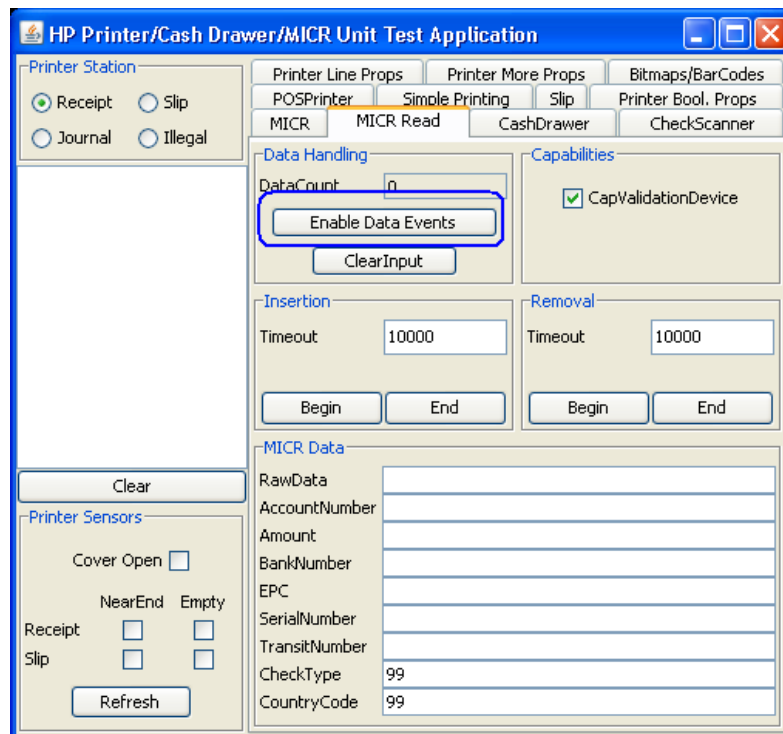 HP Printer/Cash Drawer/MICR Unit Test Application
Printer Station
Receipt Slip
Journal Illegal
Clear
Printer Sensors
Cover Open
NearEnd Empty
Receipt
Slip
Refresh
Printer Line Props Printer More Props Bitmaps/BarCodes
POSPrinter Simple Printing Slip Printer Bool. Props
MICR MICR Read CashDrawer CheckScanner
Data Handling
DataCount 0
Enable Data Events
ClearInput
Capabilities
CapValidationDevice
Insertion
Timeout 10000
Begin End
Removal
Timeout 10000
Begin End
MICR Data
RawData
AccountNumber
Amount
BankNumber
EPC
SerialNumber
TransitNumber
CheckType 99
CountryCode 99